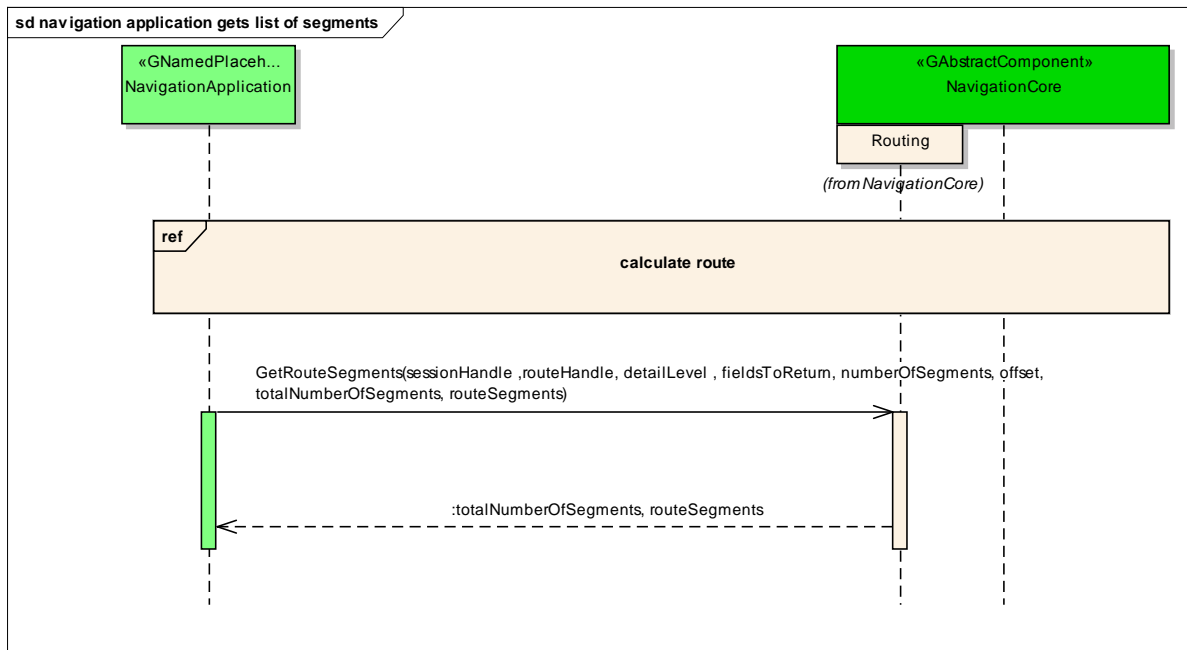 sd navigation application gets list of segments
«GNamedPlaceh...
NavigationApplication
«GAbstractComponent»
NavigationCore
Routing
(from NavigationCore)
ref
calculate route
GetRouteSegments(sessionHandle ,routeHandle, detailLevel , fieldsToReturn, numberOfSegments, offset,
totalNumberOfSegments, routeSegments)
:totalNumberOfSegments, routeSegments